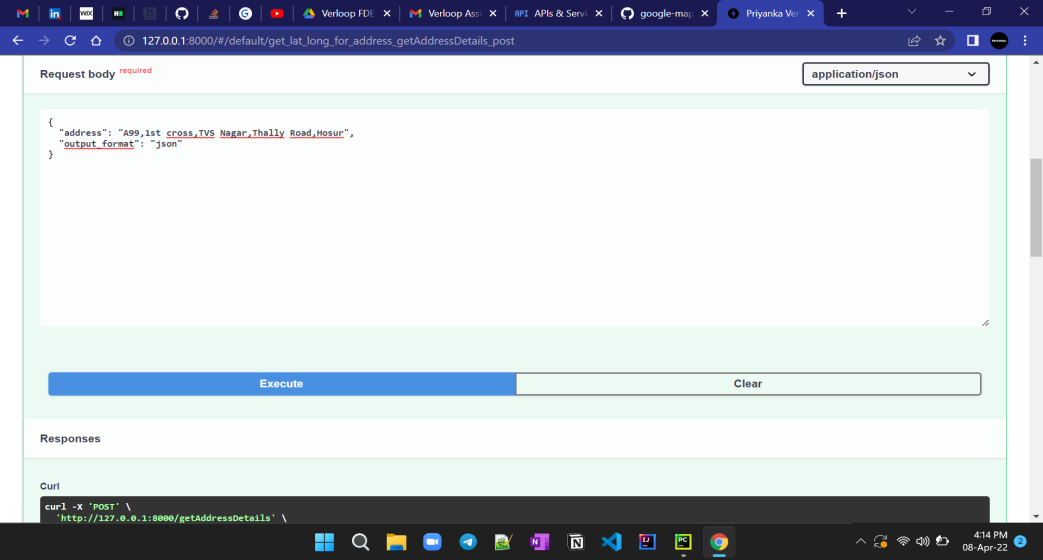 Verloop FDE
Verloop Assi
API APIs & Servi
google-map
Priyanka Ver
127.0.0.1:8000/#/default/get_lat_long_for_address_getAddressDetails_post
Request body required
application/json
{
"address": "A99,1st cross,TVS Nagar,Thally Road,Hosur",
"output_format": "json"
}
Execute
Clear
Responses
Curl
curl -X 'POST' \
'http://127.0.0.1:8000/getAddressDetails' \
4:14 PM
08-Apr-22
2